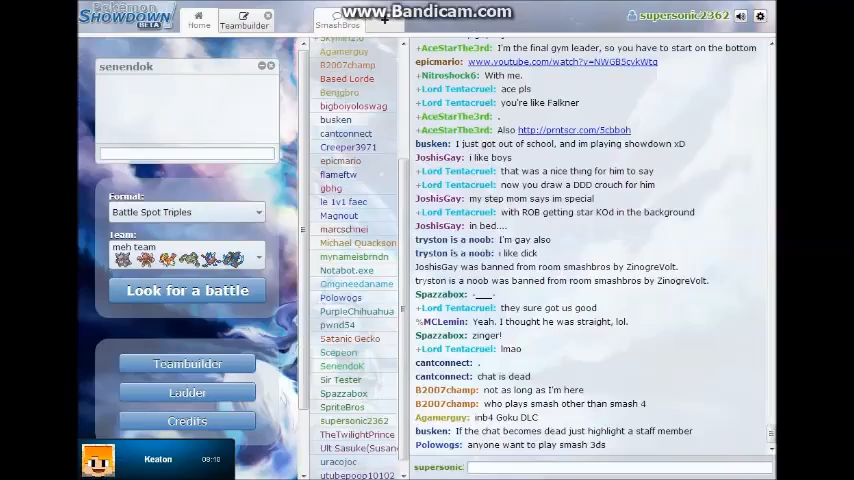 www.Bandicam.com
Pokémon
SHOWDOWN
BETA
Home
Teambuilder
SmashBros
supersonic2362
senendok
Format:
Battle Spot Triples
Team:
meh team
Look for a battle
Teambuilder
Ladder
Credits
Keaton
08:10
Agamerguy
B2007champ
Based Lorde
Benjgbro
bigboiyoloswag
busken
cantconnect
Creeper3971
epicmario
flameftw
gbhg
le 1v1 faec
Magnout
marcschnei
Michael Quackson
mynameisbrndn
Notabot.exe
Omigineedaname
Polowogs
PurpleChihuahua
pwnd54
Satanic Gecko
Scepeon
SenendoK
Sir Tester
Spazzabox
SpriteBros
supersonic2362
TheTwilightPrince
Ult Sasuke(Susan
uracojoc
utubepoop10102
+AceStarThe3rd: I'm the final gym leader, so you have to start on the bottom
epicmario: www.youtube.com/watch?v=NWGB5cvkWtg
+Nitroshock6: With me.
+Lord Tentacruel: ace pls
+Lord Tentacruel: you're like Falkner
+AceStarThe3rd: .
+AceStarThe3rd: Also http://prntscr.com/5cbboh
busken: I just got out of school, and im playing showdown xD
JoshisGay: i like boys
+Lord Tentacruel: that was a nice thing for him to say
+Lord Tentacruel: now you draw a DDD crouch for him
JoshisGay: my step mom says im special
+Lord Tentacruel: with ROB getting star KOd in the background
JoshisGay: in bed....
tryston is a noob: I'm gay also
tryston is a noob: i like dick
JoshisGay was banned from room smashbros by ZinogreVolt.
tryston is a noob was banned from room smashbros by ZinogreVolt.
Spazzabox: -___-
+Lord Tentacruel: they sure got us good
%MCLemin: Yeah. I thought he was straight, lol.
Spazzabox: zinger!
+Lord Tentacruel: lmao
cantconnect: .
cantconnect: chat is dead
B2007champ: not as long as I'm here
B2007champ: who plays smash other than smash 4
Agamerguy: inb4 Goku DLC
busken: If the chat becomes dead just highlight a staff member
Polowogs: anyone want to play smash 3ds
supersonic